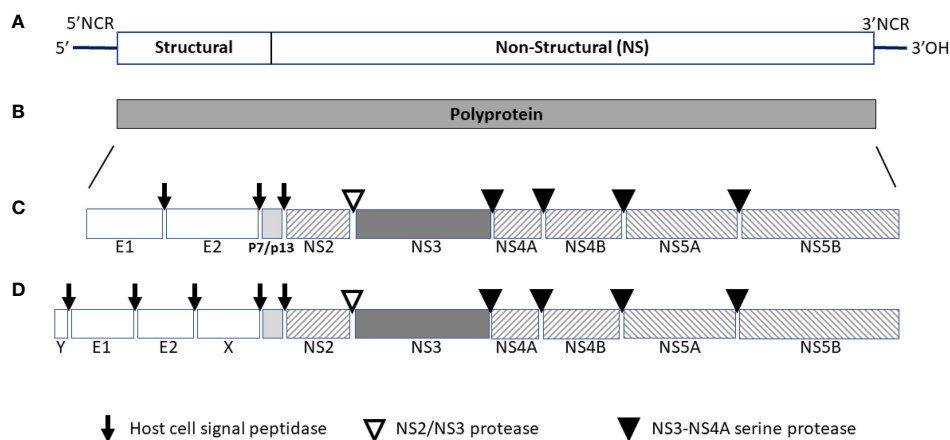 A
5'NCR
3'NCR
5'
Structural
Non-Structural (NS)
3'OH
B
Polyprotein
C
E1
E2
P7/p13
NS2
NS3
NS4A
NS4B
NS5A
NS5B
D
Y
E1
E2
X
NS2
NS3
NS4A
NS4B
NS5A
NS5B
Host cell signal peptidase
NS2/NS3 protease
NS3-NS4A serine protease